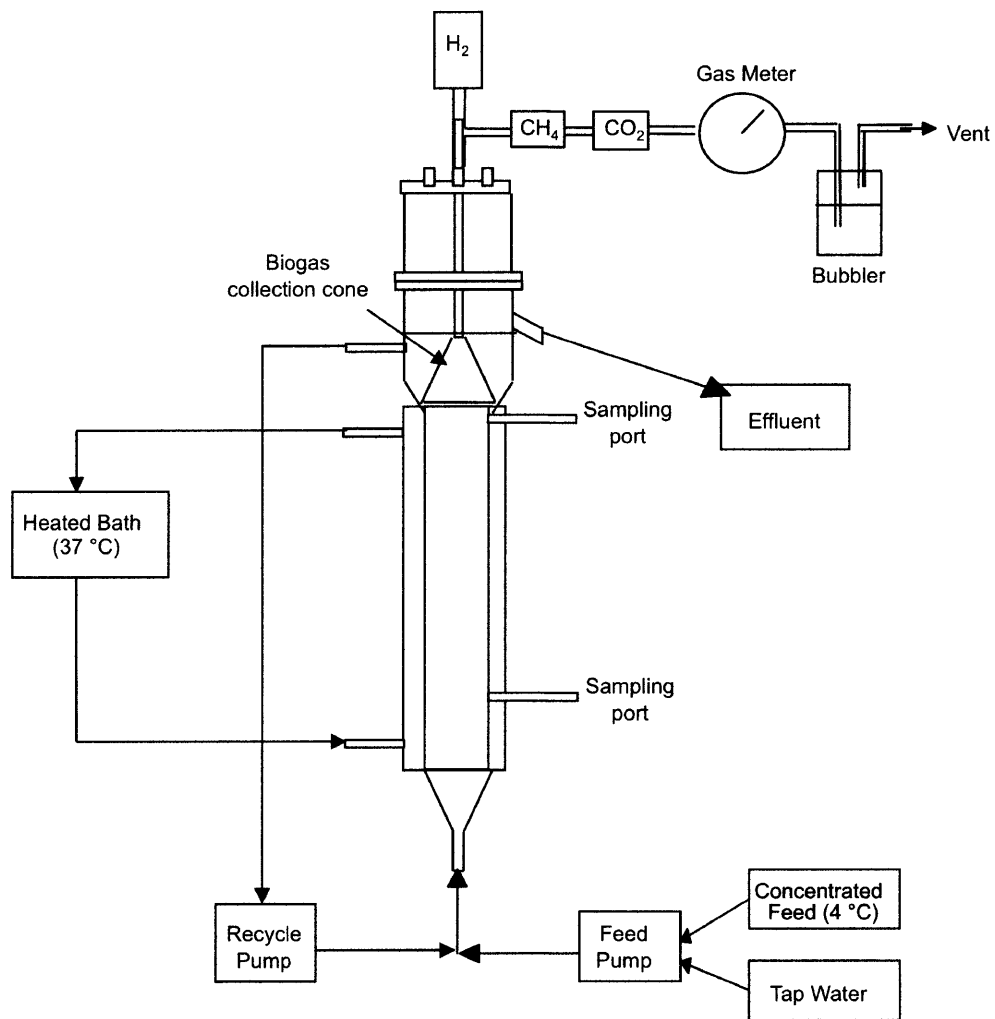 H₂
Gas Meter
CH₄
CO₂
Vent
Bubbler
Biogas
collection cone
Sampling
port
Effluent
Heated Bath
(37 °C)
Sampling
port
Recycle
Pump
Feed
Pump
Concentrated
Feed (4 °C)
Tap Water